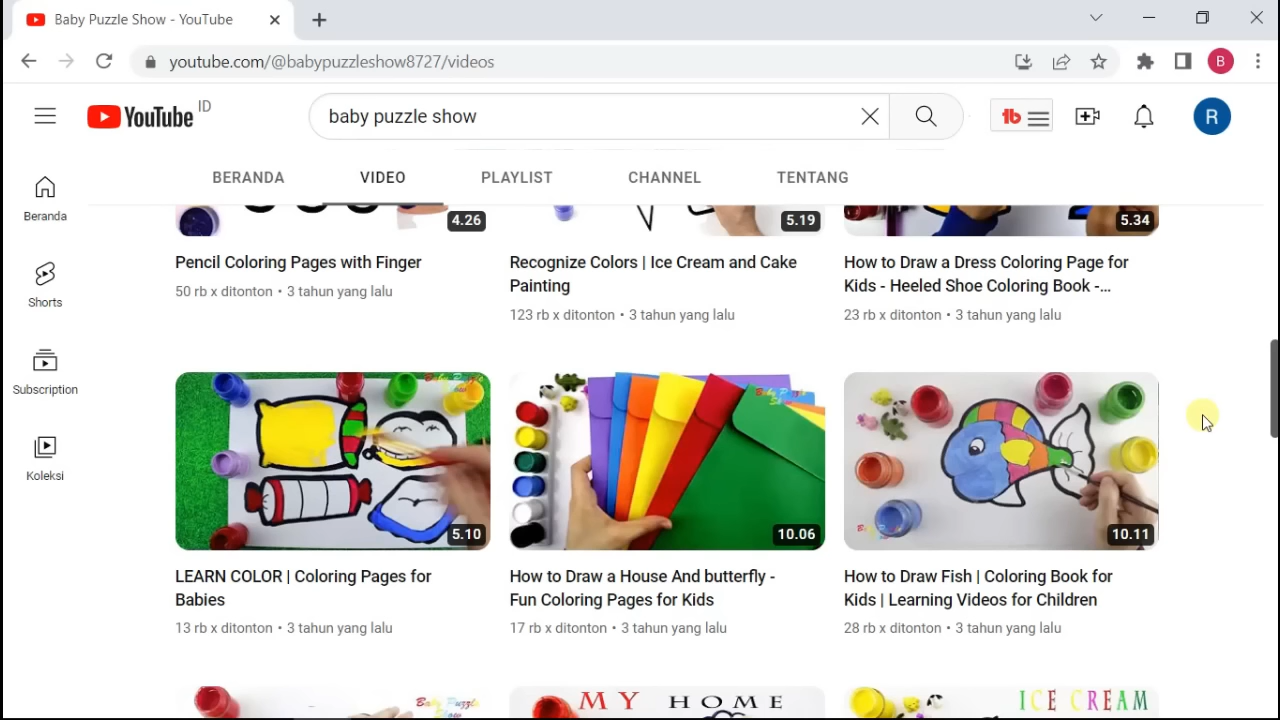 Baby Puzzle Show - YouTube
youtube.com/@babypuzzleshow8727/videos
B
YouTube ID
baby puzzle show
tb
R
BERANDA VIDEO PLAYLIST CHANNEL TENTANG
Beranda
Shorts
Subscription
Koleksi
4.26
Pencil Coloring Pages with Finger
50 rb x ditonton • 3 tahun yang lalu
5.19
Recognize Colors | Ice Cream and Cake
Painting
123 rb x ditonton • 3 tahun yang lalu
5.34
How to Draw a Dress Coloring Page for
Kids - Heeled Shoe Coloring Book -...
23 rb x ditonton • 3 tahun yang lalu
5.10
LEARN COLOR | Coloring Pages for
Babies
13 rb x ditonton • 3 tahun yang lalu
Baby Puzzle
Show
10.06
How to Draw a House And butterfly -
Fun Coloring Pages for Kids
17 rb x ditonton • 3 tahun yang lalu
10.11
How to Draw Fish | Coloring Book for
Kids | Learning Videos for Children
28 rb x ditonton • 3 tahun yang lalu
Baby Puzzle
Show
MY HOME
ICE CREAM